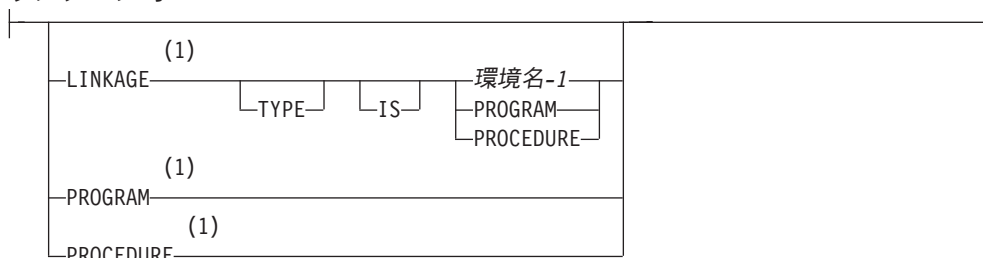 (1)
LINKAGE 環境名-1
TYPE IS PROGRAM
PROCEDURE
(1)
PROGRAM
(1)
PROCEDURE